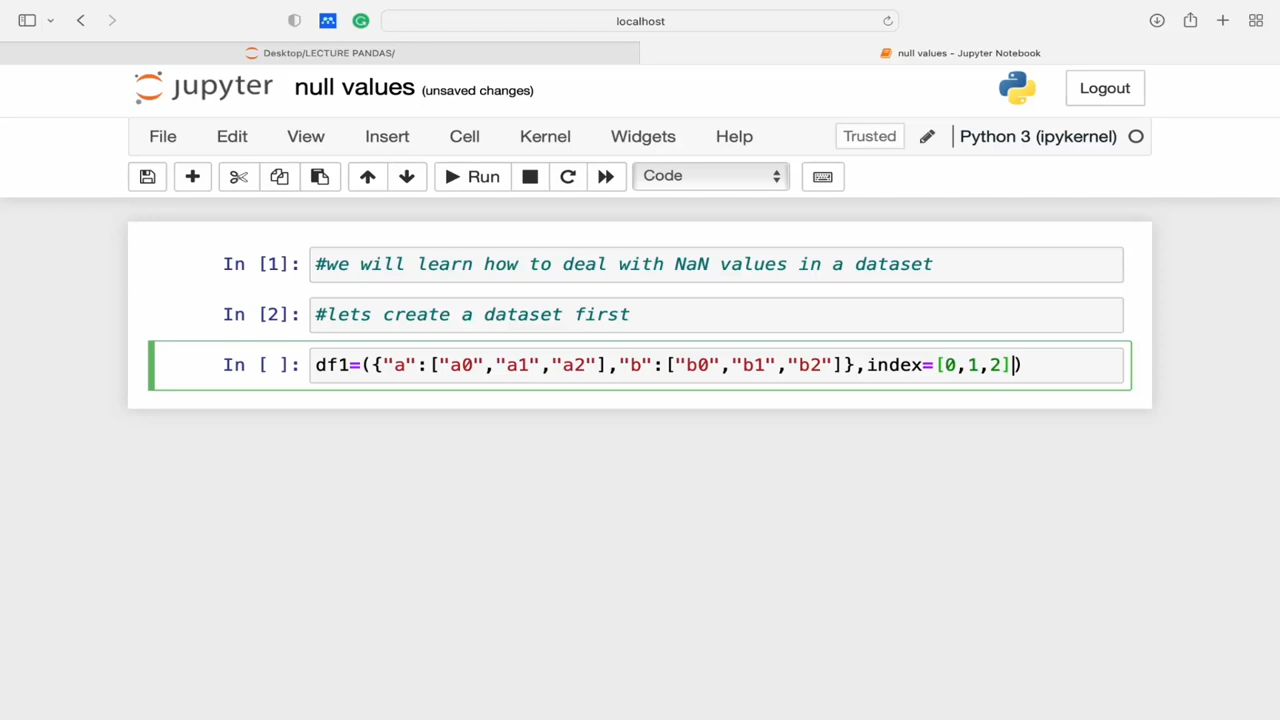 localhost
Desktop/LECTURE PANDAS/
null values - Jupyter Notebook
jupyter null values (unsaved changes)
Logout
File Edit View Insert Cell Kernel Widgets Help Trusted Python 3 (ipykernel)
Run Code
In [1]: #we will learn how to deal with NaN values in a dataset
In [2]: #lets create a dataset first
In [ ]: df1=({"a":["a0","a1","a2"],"b":["b0","b1","b2"]},index=[0,1,2])